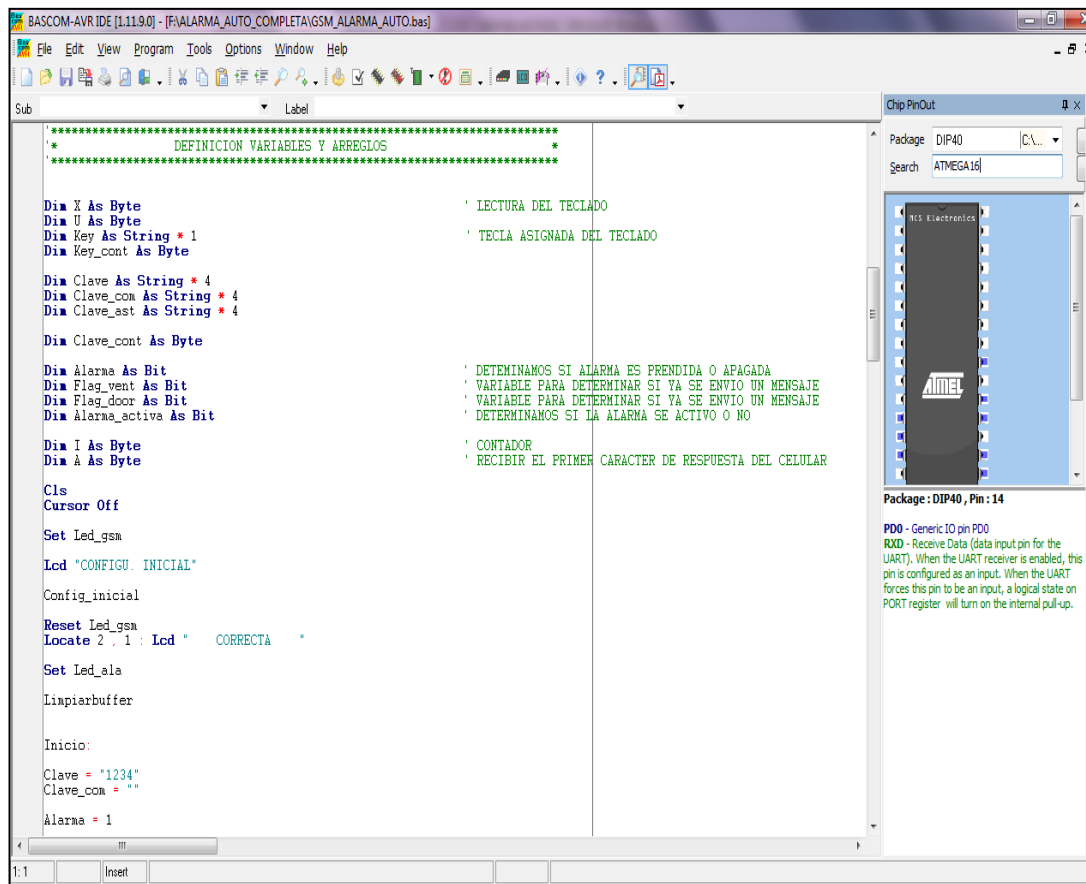 BASCOM-AVR IDE [1.11.9.0] - [F:\ALARMA_AUTO_COMPLETA\GSM_ALARMA_AUTO.bas]
File Edit View Program Tools Options Window Help
Sub Label
'**************************************************************************
'* DEFINICION VARIABLES Y ARREGLOS *
'**************************************************************************
Dim X As Byte ' LECTURA DEL TECLADO
Dim U As Byte
Dim Key As String * 1 ' TECLA ASIGNADA DEL TECLADO
Dim Key_cont As Byte
Dim Clave As String * 4
Dim Clave_com As String * 4
Dim Clave_ast As String * 4
Dim Clave_cont As Byte
Dim Alarma As Bit ' DETEMINAMOS SI ALARMA ES PRENDIDA O APAGADA
Dim Flag_vent As Bit ' VARIABLE PARA DETERMINAR SI YA SE ENVIO UN MENSAJE
Dim Flag_door As Bit ' VARIABLE PARA DETERMINAR SI YA SE ENVIO UN MENSAJE
Dim Alarma_activa As Bit ' DETERMINAMOS SI LA ALARMA SE ACTIVO O NO
Dim I As Byte ' CONTADOR
Dim A As Byte ' RECIBIR EL PRIMER CARACTER DE RESPUESTA DEL CELULAR
Cls
Cursor Off
Set Led_gsm
Lcd "CONFIGU. INICIAL"
Config_inicial
Reset Led_gsm
Locate 2 , 1 : Lcd "    CORRECTA    "
Set Led_ala
Limpiarbuffer
Inicio:
Clave = "1234"
Clave_com = ""
Alarma = 1
1: 1 Insert
Chip PinOut
Package DIP40 C:\...
Search ATMEGA16
MCS Electronics
ATMEL
Package : DIP40 , Pin : 14
PD0 - Generic IO pin PD0
RXD - Receive Data (data input pin for the
UART). When the UART receiver is enabled, this
pin is configured as an input. When the UART
forces this pin to be an input, a logical state on
PORT register will turn on the internal pull-up.